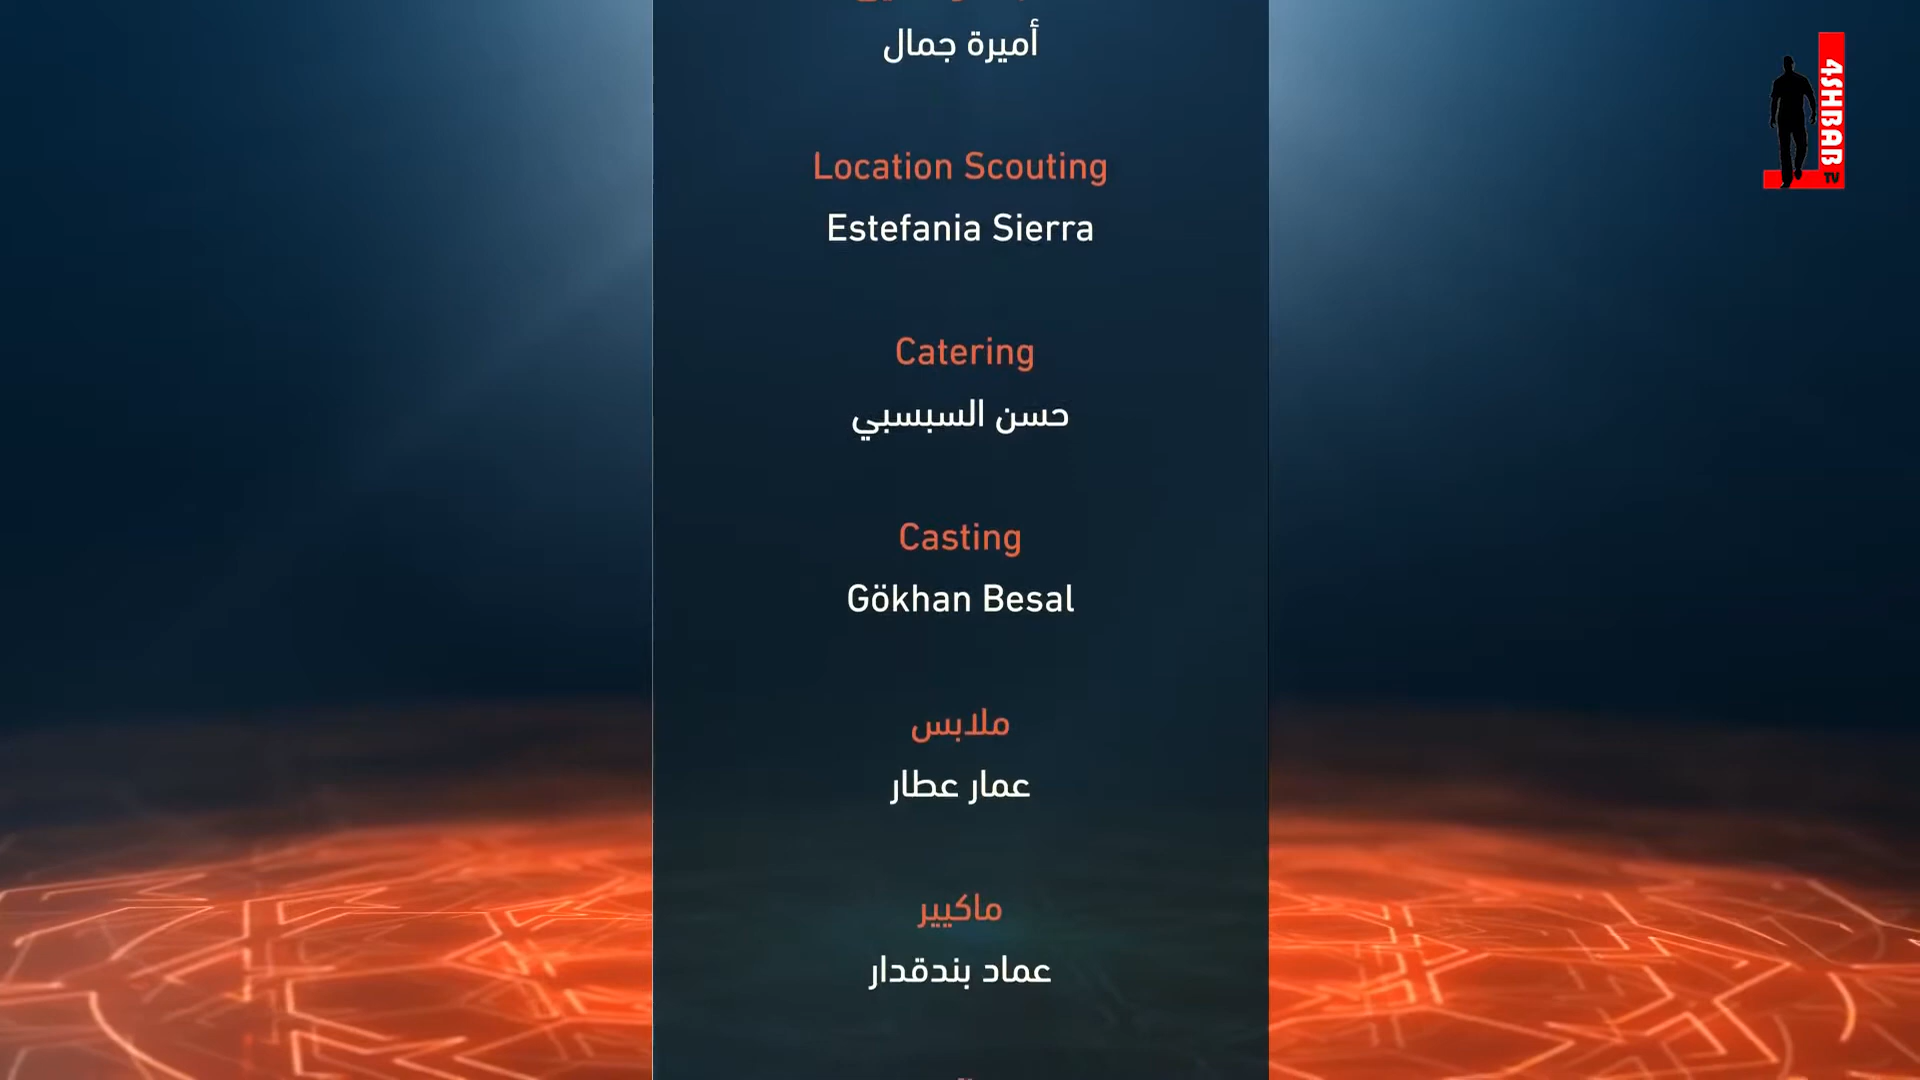 أميرة جمال
Location Scouting
Estefania Sierra
Catering
حسن السبسبي
Casting
Gökhan Besal
ملابس
عمار عطار
ماكيير
عماد بندقدار
4SHBAB
TV